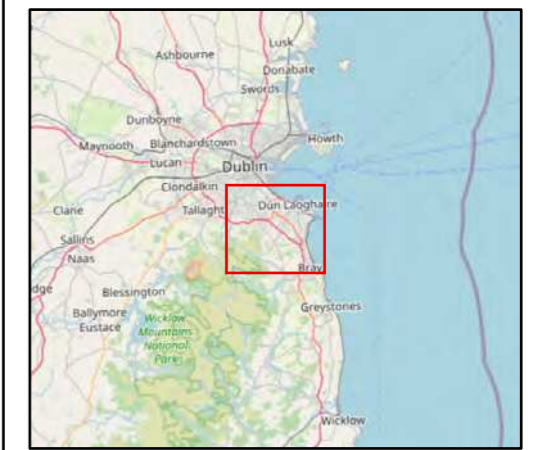 Lusk
Ashbourne
Donabate
Swords
Dunboyne
Maynooth
Blanchardstown
Howth
Lucan
Dublin
Clondalkin
Clane
Tallaght
Dún Laoghaire
Sallins
Naas
Bray
dge
Blessington
Greystones
Ballymore
Eustace
Wicklow
Mountains
National
Park
Wicklow